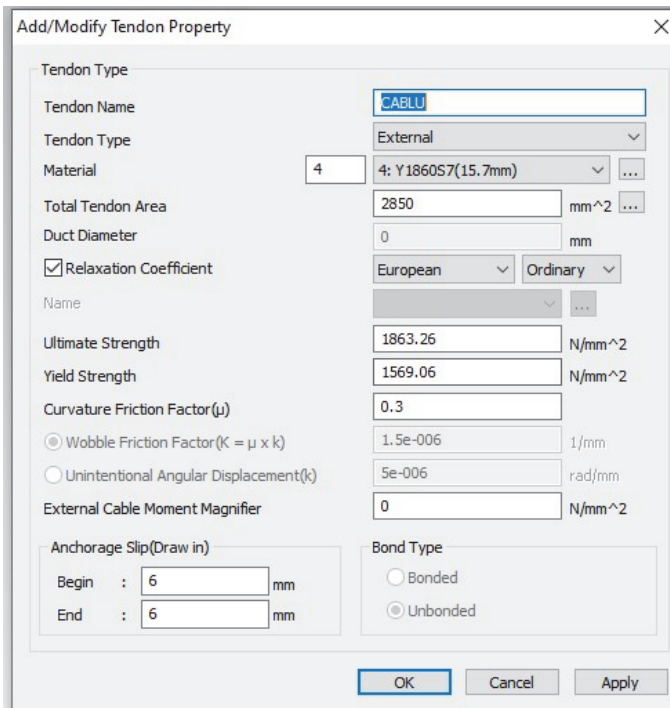 Add/Modify Tendon Property
Tendon Type
Tendon Name CABLU
Tendon Type External
Material 4 4: Y1860S7(15.7mm) ...
Total Tendon Area 2850 mm^2 ...
Duct Diameter 0 mm
Relaxation Coefficient European Ordinary
Name ...
Ultimate Strength 1863.26 N/mm^2
Yield Strength 1569.06 N/mm^2
Curvature Friction Factor(μ) 0.3
Wobble Friction Factor(K = μ x k) 1.5e-006 1/mm
Unintentional Angular Displacement(k) 5e-006 rad/mm
External Cable Moment Magnifier 0 N/mm^2
Anchorage Slip(Draw in) Bond Type
Begin : 6 mm Bonded
End : 6 mm Unbonded
OK Cancel Apply